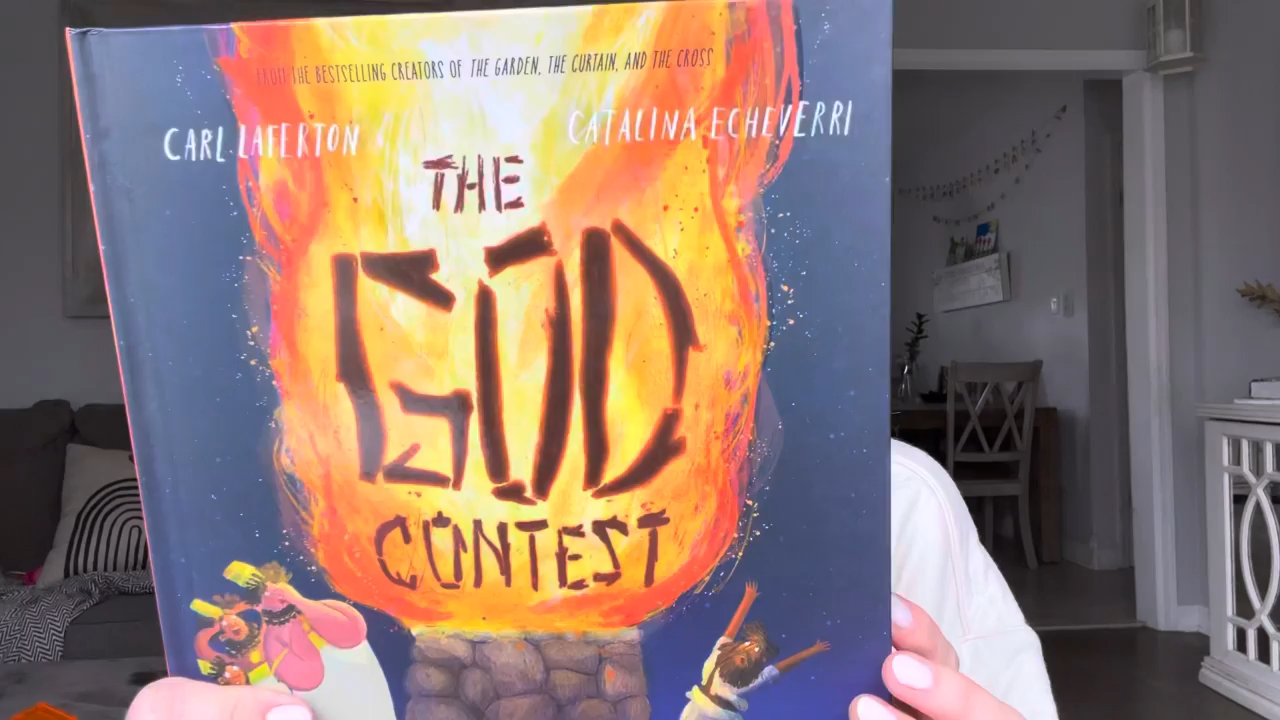 FROM THE BESTSELLING CREATORS OF THE GARDEN, THE CURTAIN, AND THE CROSS
CARL LAFERTON
CATALINA ECHEVERRI
THE
GOD
CONTEST